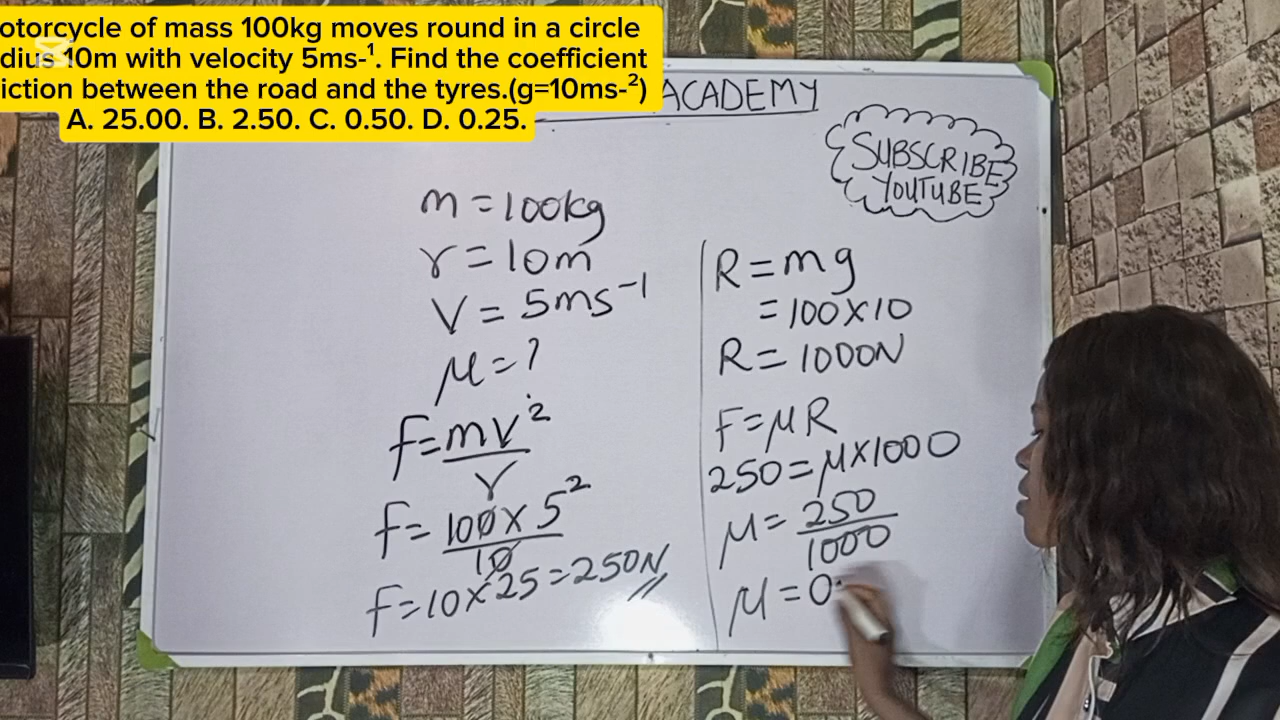 otorcycle of mass 100kg moves round in a circle
dius 10m with velocity 5ms-¹. Find the coefficient
iction between the road and the tyres.(g=10ms-²)
A. 25.00. B. 2.50. C. 0.50. D. 0.25.
ACADEMY
SUBSCRIBE
YOUTUBE
m = 100kg
r = 10m
V = 5ms⁻¹
μ = ?
f = mv²
r
f = 100 x 5²
10
f = 10 x 25 = 250N
R = mg
= 100 x 10
R = 1000N
F = μR
250 = μ x 1000
μ = 250
1000
μ = 0.